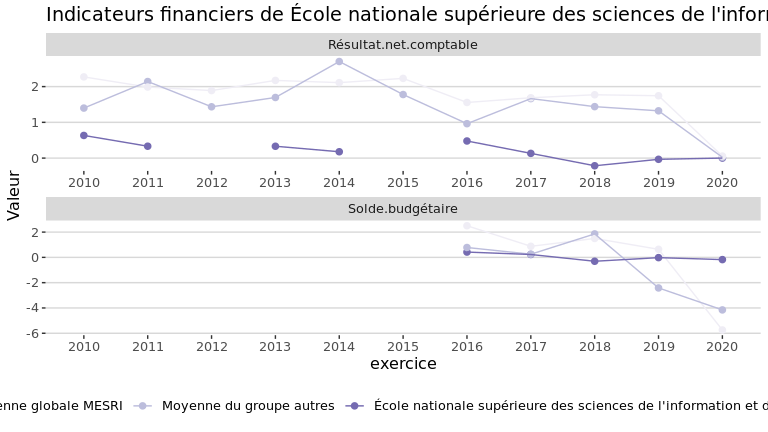 Indicateurs financiers de École nationale supérieure des sciences de l'infor
Résultat.net.comptable
2
1
0
2010 2011 2012 2013 2014 2015 2016 2017 2018 2019 2020
Valeur
Solde.budgétaire
2
0
-2
-4
-6
2010 2011 2012 2013 2014 2015 2016 2017 2018 2019 2020
exercice
enne globale MESRI Moyenne du groupe autres École nationale supérieure des sciences de l'information et d